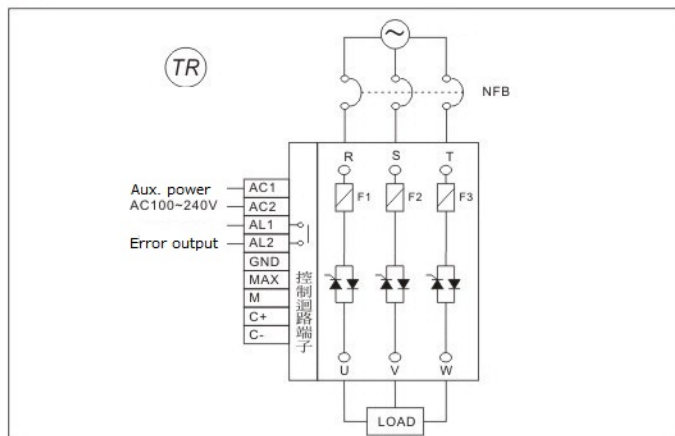 TR
~
NFB
R S T
F1 F2 F3
Aux. power
AC100~240V
Error output
AC1
AC2
AL1
AL2
GND
MAX
M
C+
C-
控制迴路端子
U V W
LOAD